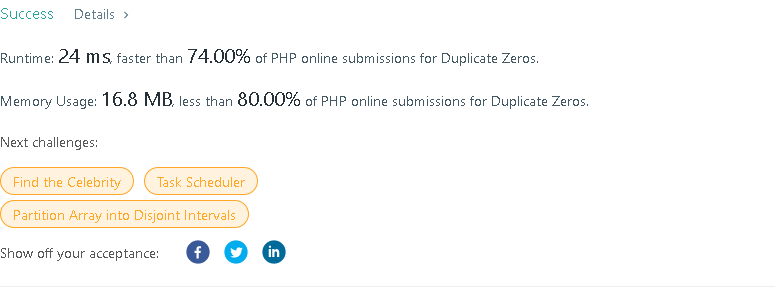 Success Details >
Runtime: 24 ms, faster than 74.00% of PHP online submissions for Duplicate Zeros.
Memory Usage: 16.8 MB, less than 80.00% of PHP online submissions for Duplicate Zeros.
Next challenges:
Find the Celebrity Task Scheduler
Partition Array into Disjoint Intervals
Show off your acceptance: f in